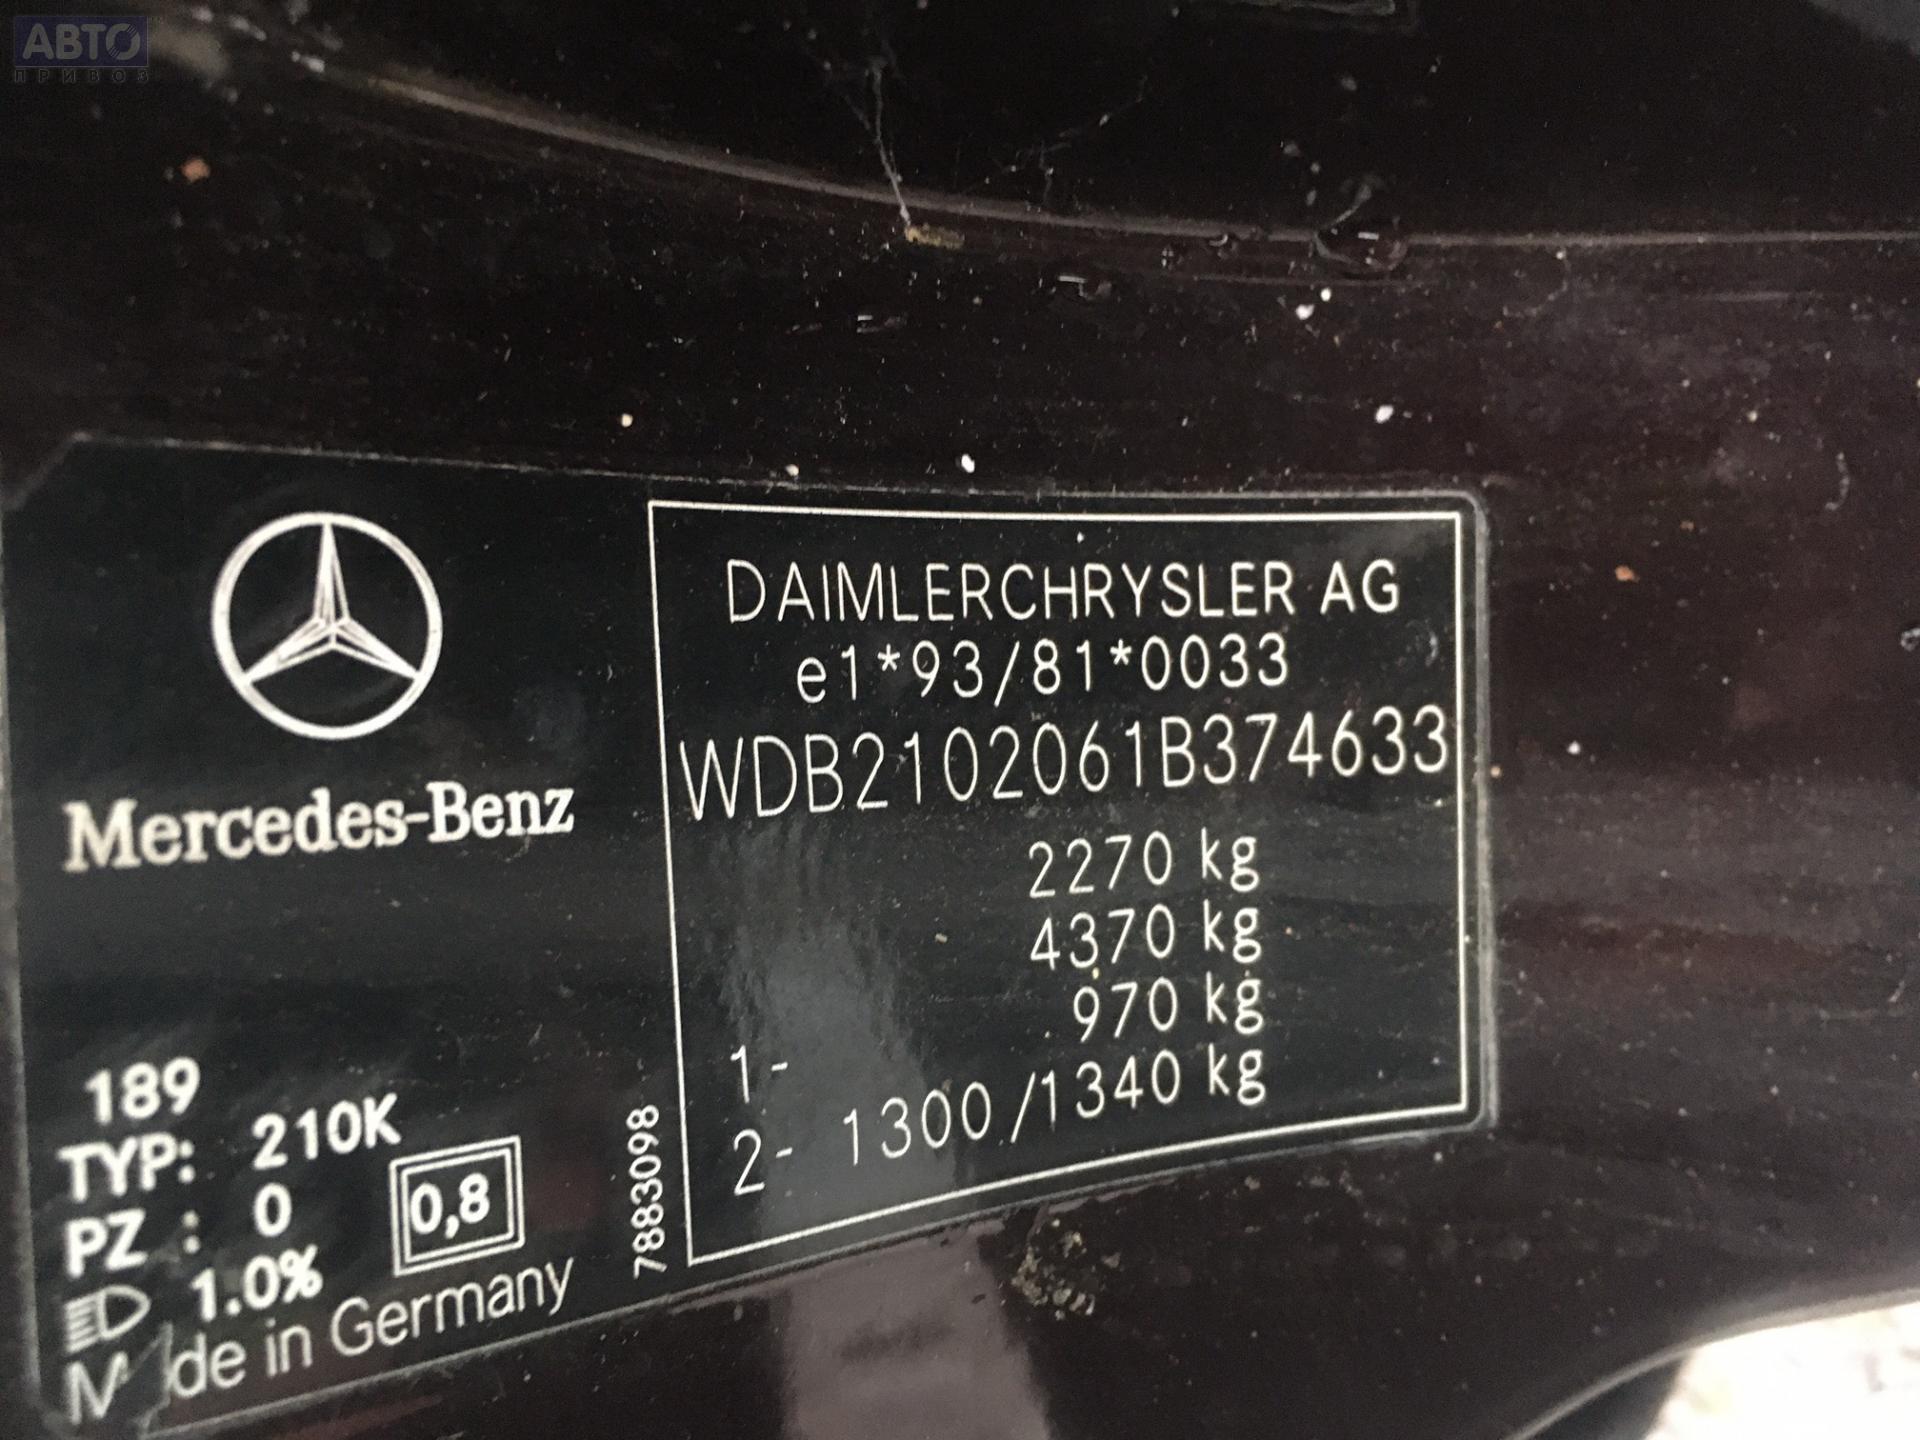 АВТО
ПРИВОЗ
Mercedes-Benz
189
TYP: 210K
PZ : 0
0,8
1.0%
Made in Germany
7883098
DAIMLERCHRYSLER AG
e1*93/81*0033
WDB2102061B374633
2270 kg
4370 kg
1- 970 kg
2- 1300/1340 kg